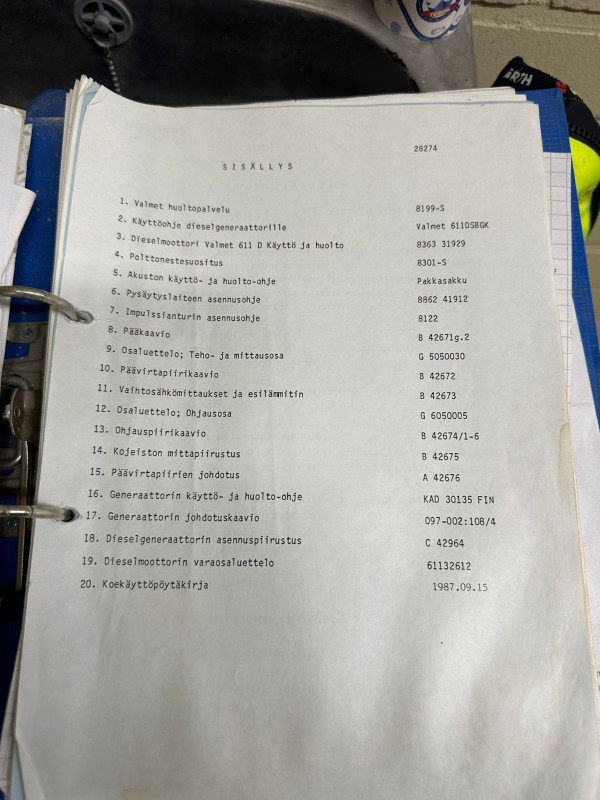 28274
SISÄLLYS
1. Valmet huoltopalvelu 8199-S
2. Käyttöohje dieselgeneraattorille Valmet 611DSBGK
3. Dieselmoottori Valmet 611 D Käyttö ja huolto 8363 31929
4. Polttonestesuositus 8301-S
5. Akuston käyttö- ja huolto-ohje Pakkasakku
6. Pysäytyslaiteen asennusohje 8862 41912
7. Impulssianturin asennusohje 8122
8. Pääkaavio B 42671g.2
9. Osaluettelo; Teho- ja mittausosa G 5050030
10. Päävirtapiirikaavio B 42672
11. Vaihtosähkömittaukset ja esilämmitin B 42673
12. Osaluettelo; Ohjausosa G 6050005
13. Ohjauspiirikaavio B 42674/1-6
14. Kojeiston mittapiirustus B 42675
15. Päävirtapiirien johdotus A 42676
16. Generaattorin käyttö- ja huolto-ohje KAD 30135 FIN
17. Generaattorin johdotuskaavio 097-002:108/4
18. Dieselgeneraattorin asennuspiirustus C 42964
19. Dieselmoottorin varaosaluettelo 61132612
20. Koekäyttöpöytäkirja 1987.09.15